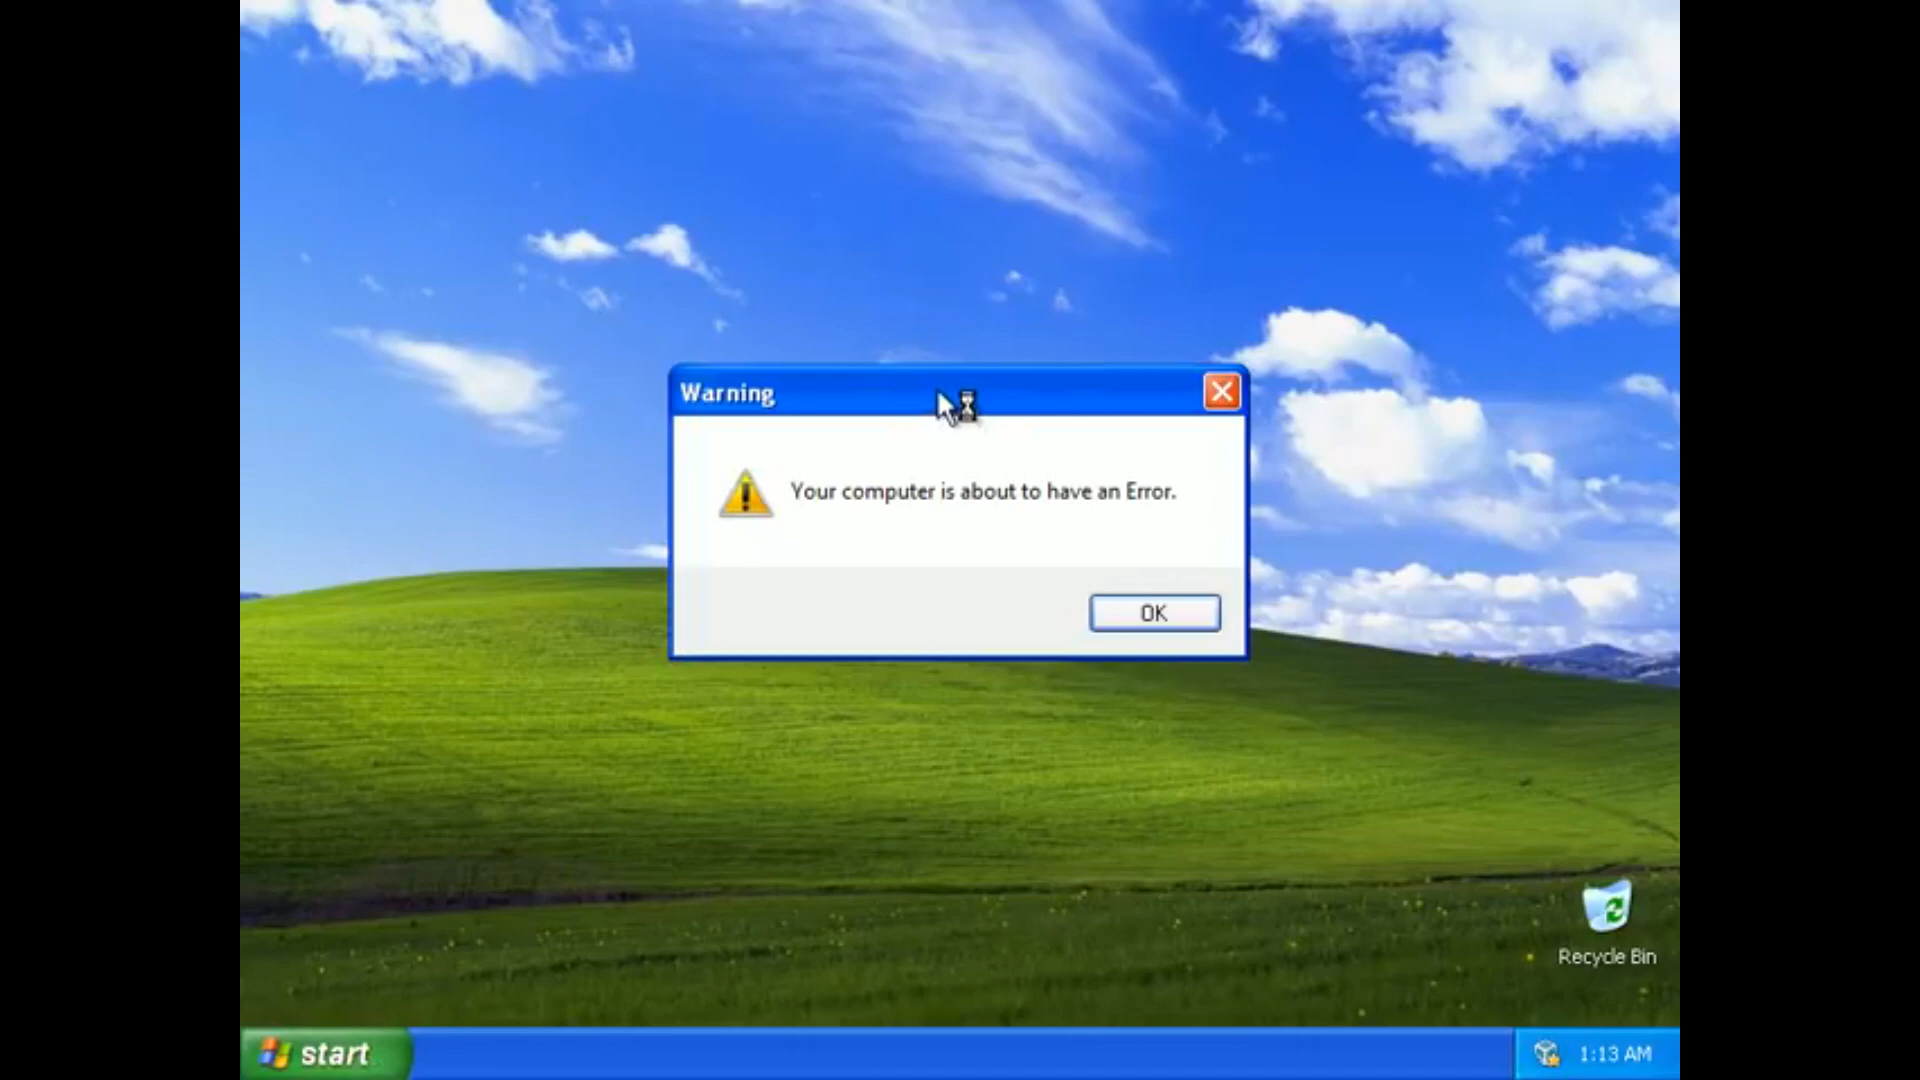 Warning
Your computer is about to have an Error.
OK
Recycle Bin
start
1:13 AM